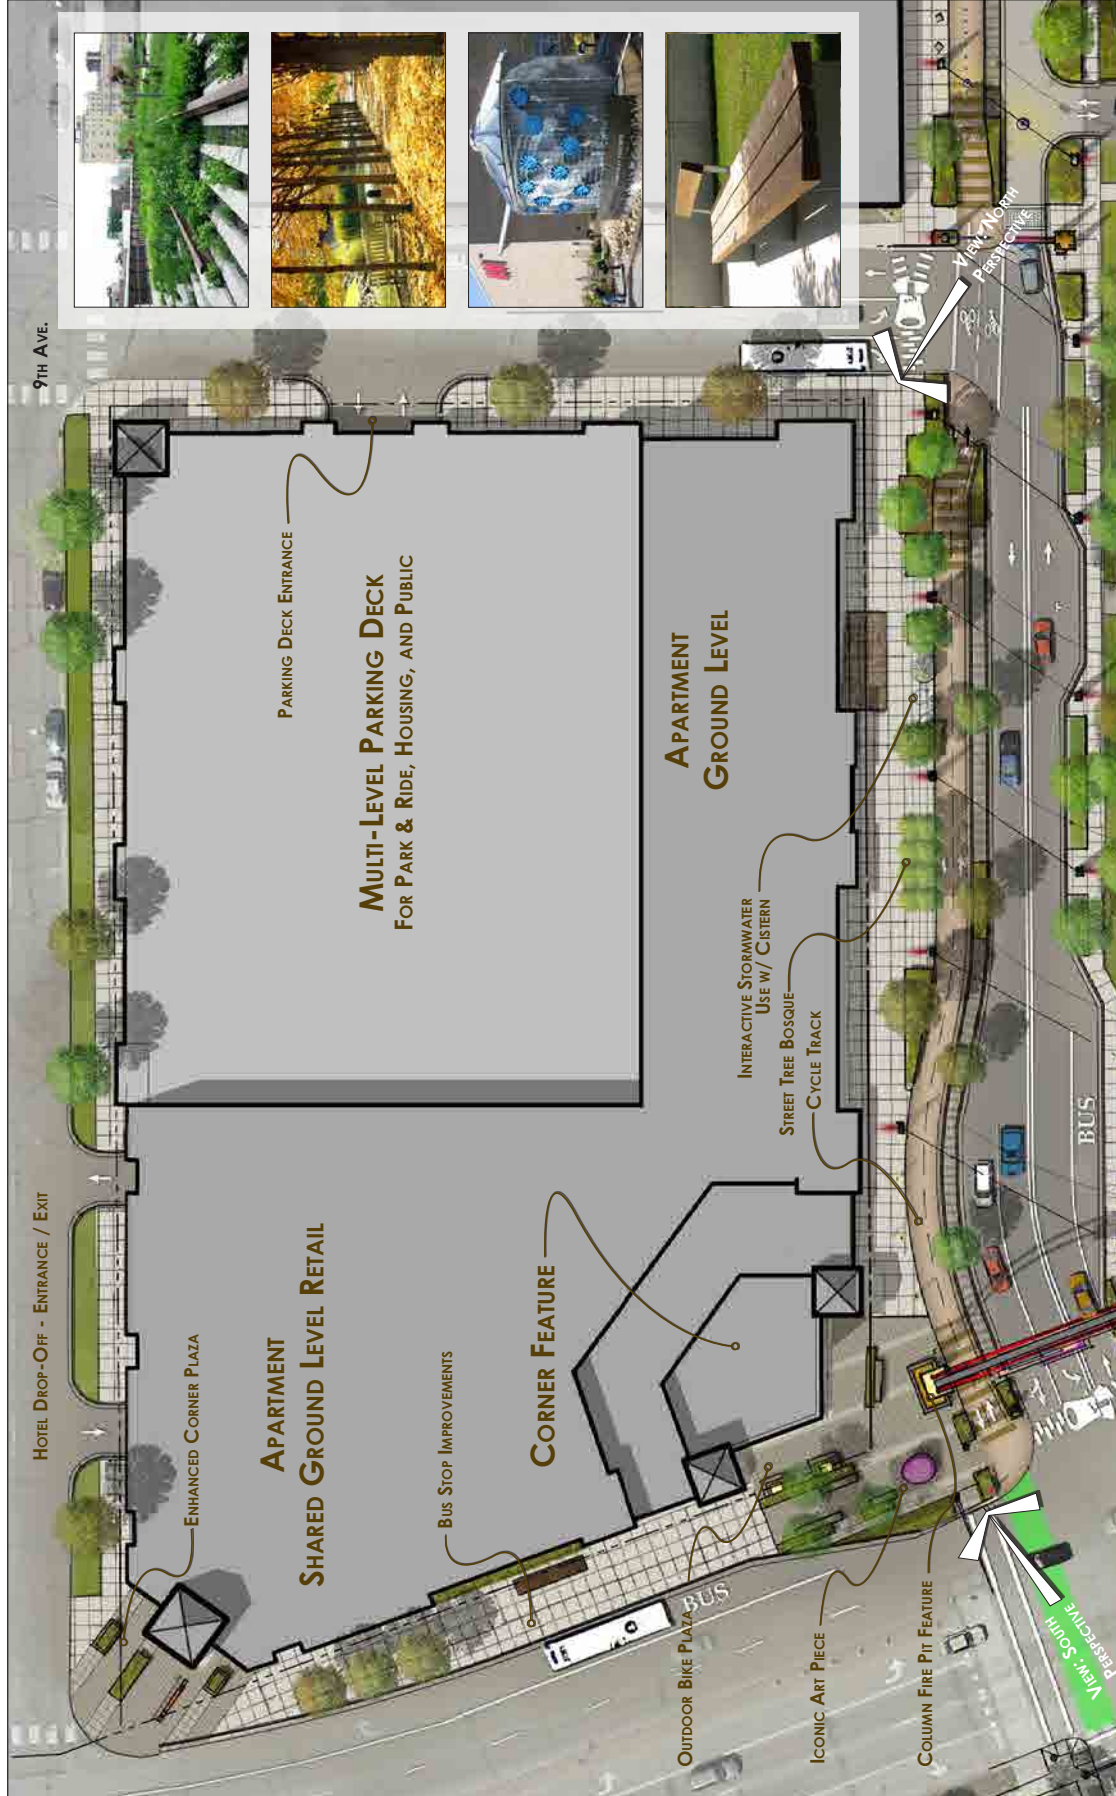 9th Ave.
Hotel Drop-Off - Entrance / Exit
Enhanced Corner Plaza
Parking Deck Entrance
Multi-Level Parking Deck
For Park & Ride, Housing, and Public
Apartment
Shared Ground Level Retail
Bus Stop Improvements
Corner Feature
Apartment
Ground Level
Interactive Stormwater
Use w/ Cistern
Street Tree Bosque
Cycle Track
Outdoor Bike Plaza
Iconic Art Piece
Column Fire Pit Feature
BUS
BUS
View: North
Perspective
View: South
Perspective